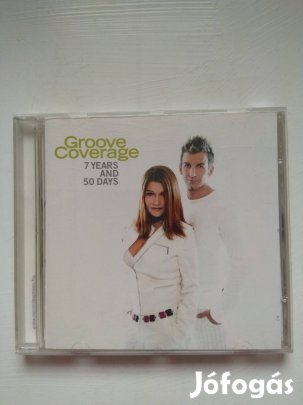 Groove
Coverage
7 YEARS
AND
50 DAYS
Jófogás